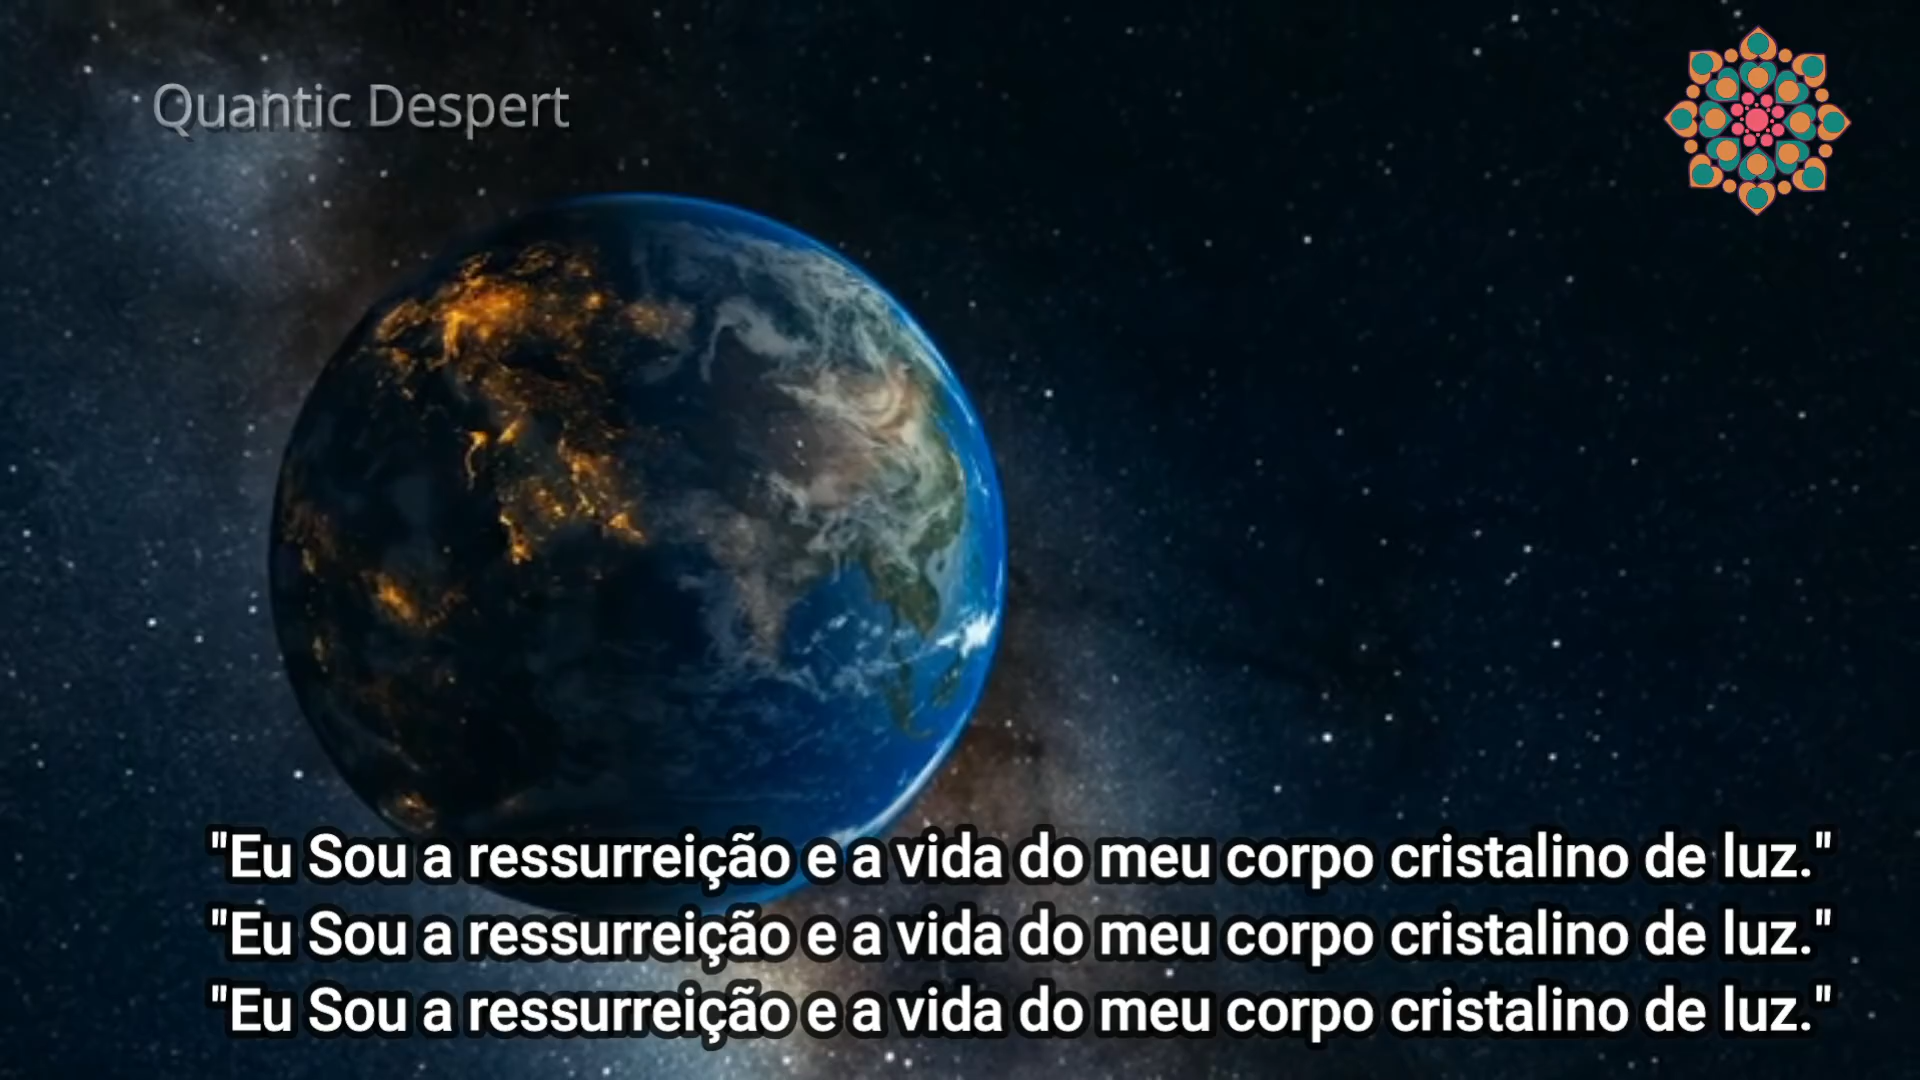 Quantic Despert
"Eu Sou a ressurreição e a vida do meu corpo cristalino de luz."
"Eu Sou a ressurreição e a vida do meu corpo cristalino de luz."
"Eu Sou a ressurreição e a vida do meu corpo cristalino de luz."